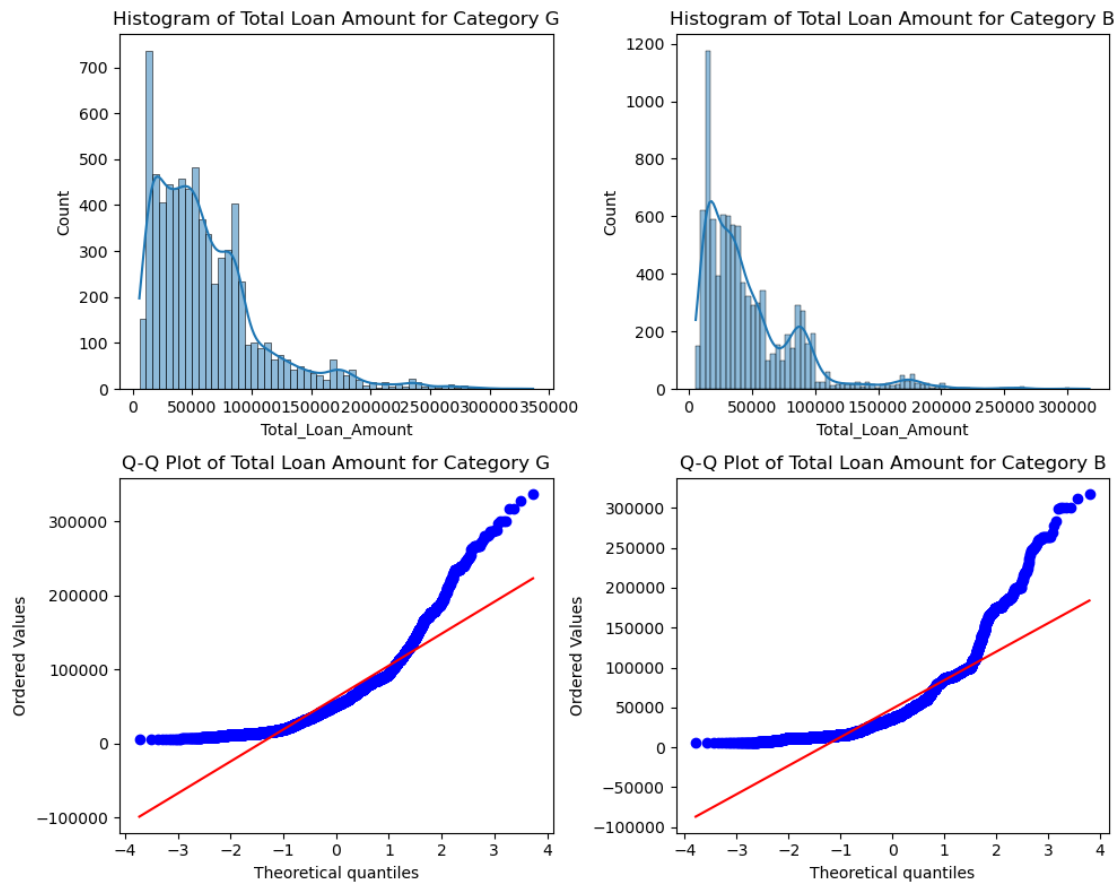 Histogram of Total Loan Amount for Category G
Count
700
600
500
400
300
200
100
0
0 50000 100000 150000 200000 250000 300000 350000
Total_Loan_Amount
Histogram of Total Loan Amount for Category B
Count
1200
1000
800
600
400
200
0
0 50000 100000 150000 200000 250000 300000
Total_Loan_Amount
Q-Q Plot of Total Loan Amount for Category G
Ordered Values
300000
200000
100000
0
−100000
−4 −3 −2 −1 0 1 2 3 4
Theoretical quantiles
Q-Q Plot of Total Loan Amount for Category B
Ordered Values
300000
250000
200000
150000
100000
50000
0
−50000
−100000
−4 −3 −2 −1 0 1 2 3 4
Theoretical quantiles